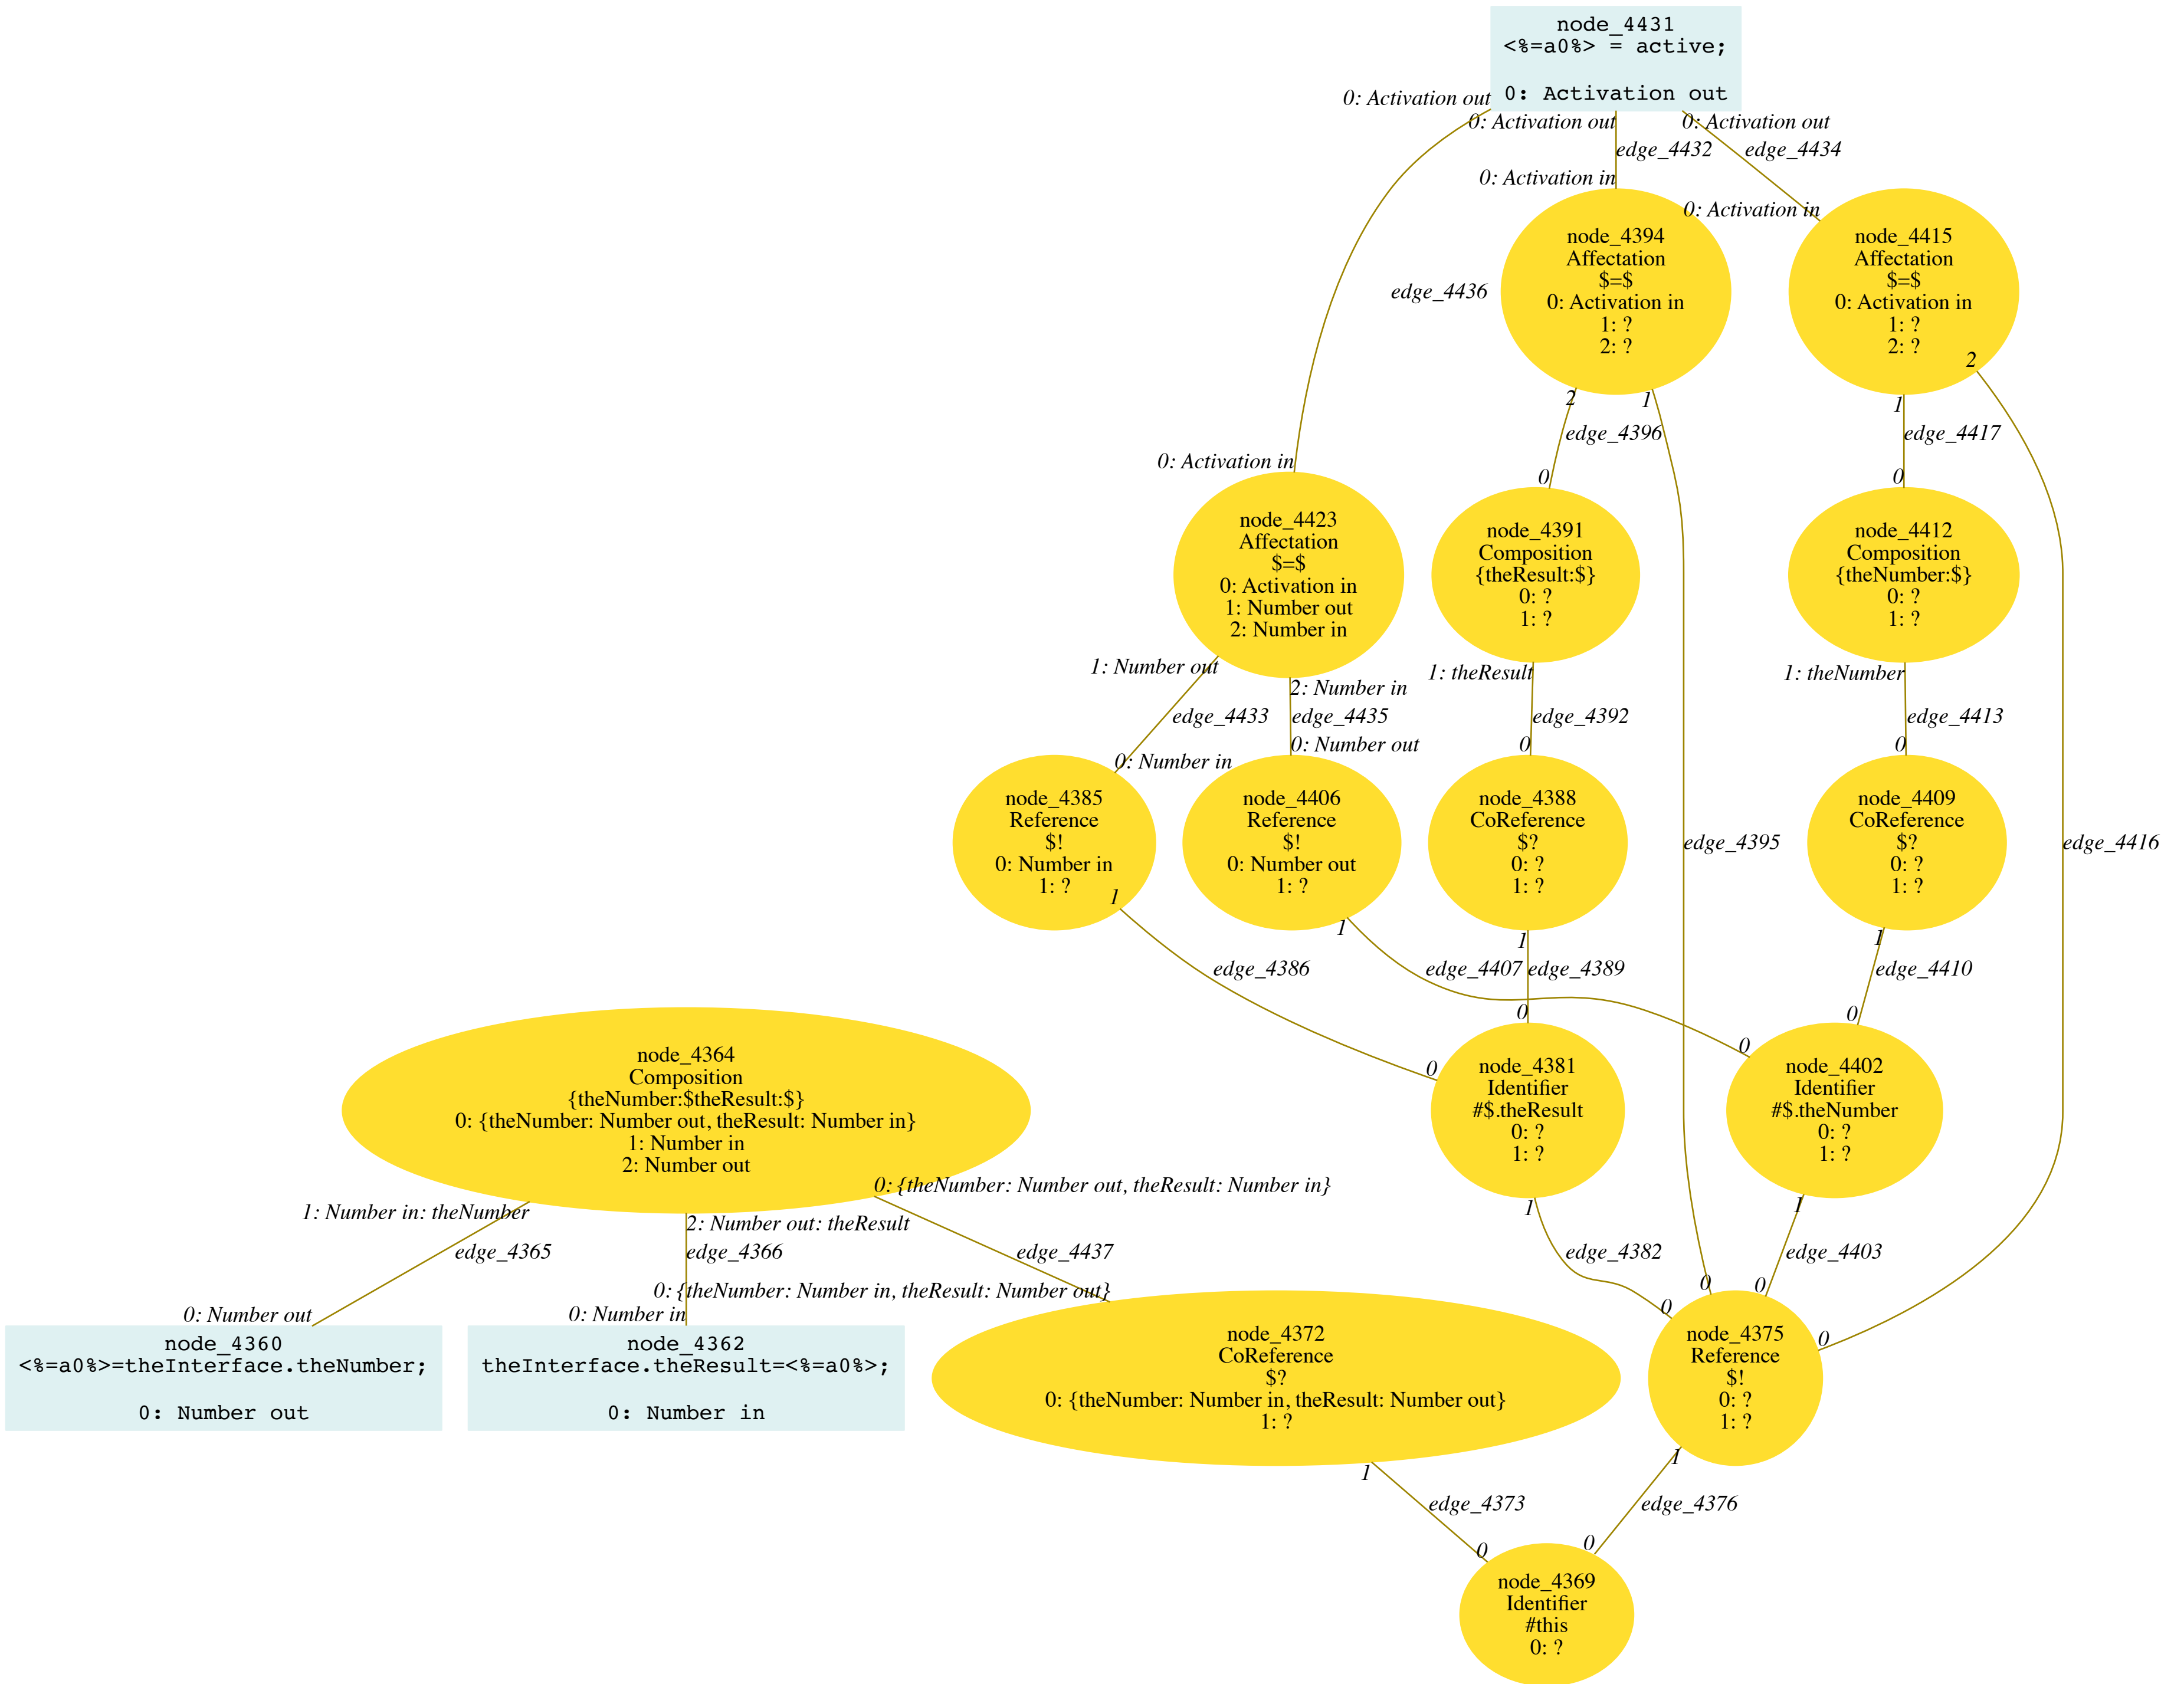 node_4431
<%=a0%> = active;
0: Activation out
0: Activation out
0: Activation out
0: Activation out
edge_4432
edge_4434
0: Activation in
0: Activation in
node_4394
Affectation
$=$
0: Activation in
1: ?
2: ?
node_4415
Affectation
$=$
0: Activation in
1: ?
2: ?
edge_4436
2
1
2
1
edge_4396
edge_4417
0: Activation in
0
0
node_4423
Affectation
$=$
0: Activation in
1: Number out
2: Number in
node_4391
Composition
{theResult:$}
0: ?
1: ?
node_4412
Composition
{theNumber:$}
0: ?
1: ?
1: Number out
2: Number in
1: theResult
1: theNumber
edge_4433
edge_4435
edge_4392
edge_4413
0: Number in
0: Number out
0
0
node_4385
Reference
$!
0: Number in
1: ?
node_4406
Reference
$!
0: Number out
1: ?
node_4388
CoReference
$?
0: ?
1: ?
edge_4395
node_4409
CoReference
$?
0: ?
1: ?
edge_4416
1
1
1
1
edge_4386
edge_4407
edge_4389
edge_4410
0
0
0
0
node_4364
Composition
{theNumber:$theResult:$}
0: {theNumber: Number out, theResult: Number in}
1: Number in
2: Number out
node_4381
Identifier
#$.theResult
0: ?
1: ?
node_4402
Identifier
#$.theNumber
0: ?
1: ?
0: {theNumber: Number out, theResult: Number in}
1: Number in: theNumber
2: Number out: theResult
1
1
edge_4365
edge_4366
edge_4437
edge_4382
edge_4403
0: Number out
0: Number in
0: {theNumber: Number in, theResult: Number out}
0
0
0
0
node_4360
<%=a0%>=theInterface.theNumber;
0: Number out
node_4362
theInterface.theResult=<%=a0%>;
0: Number in
node_4372
CoReference
$?
0: {theNumber: Number in, theResult: Number out}
1: ?
node_4375
Reference
$!
0: ?
1: ?
1
1
edge_4373
edge_4376
0
0
node_4369
Identifier
#this
0: ?